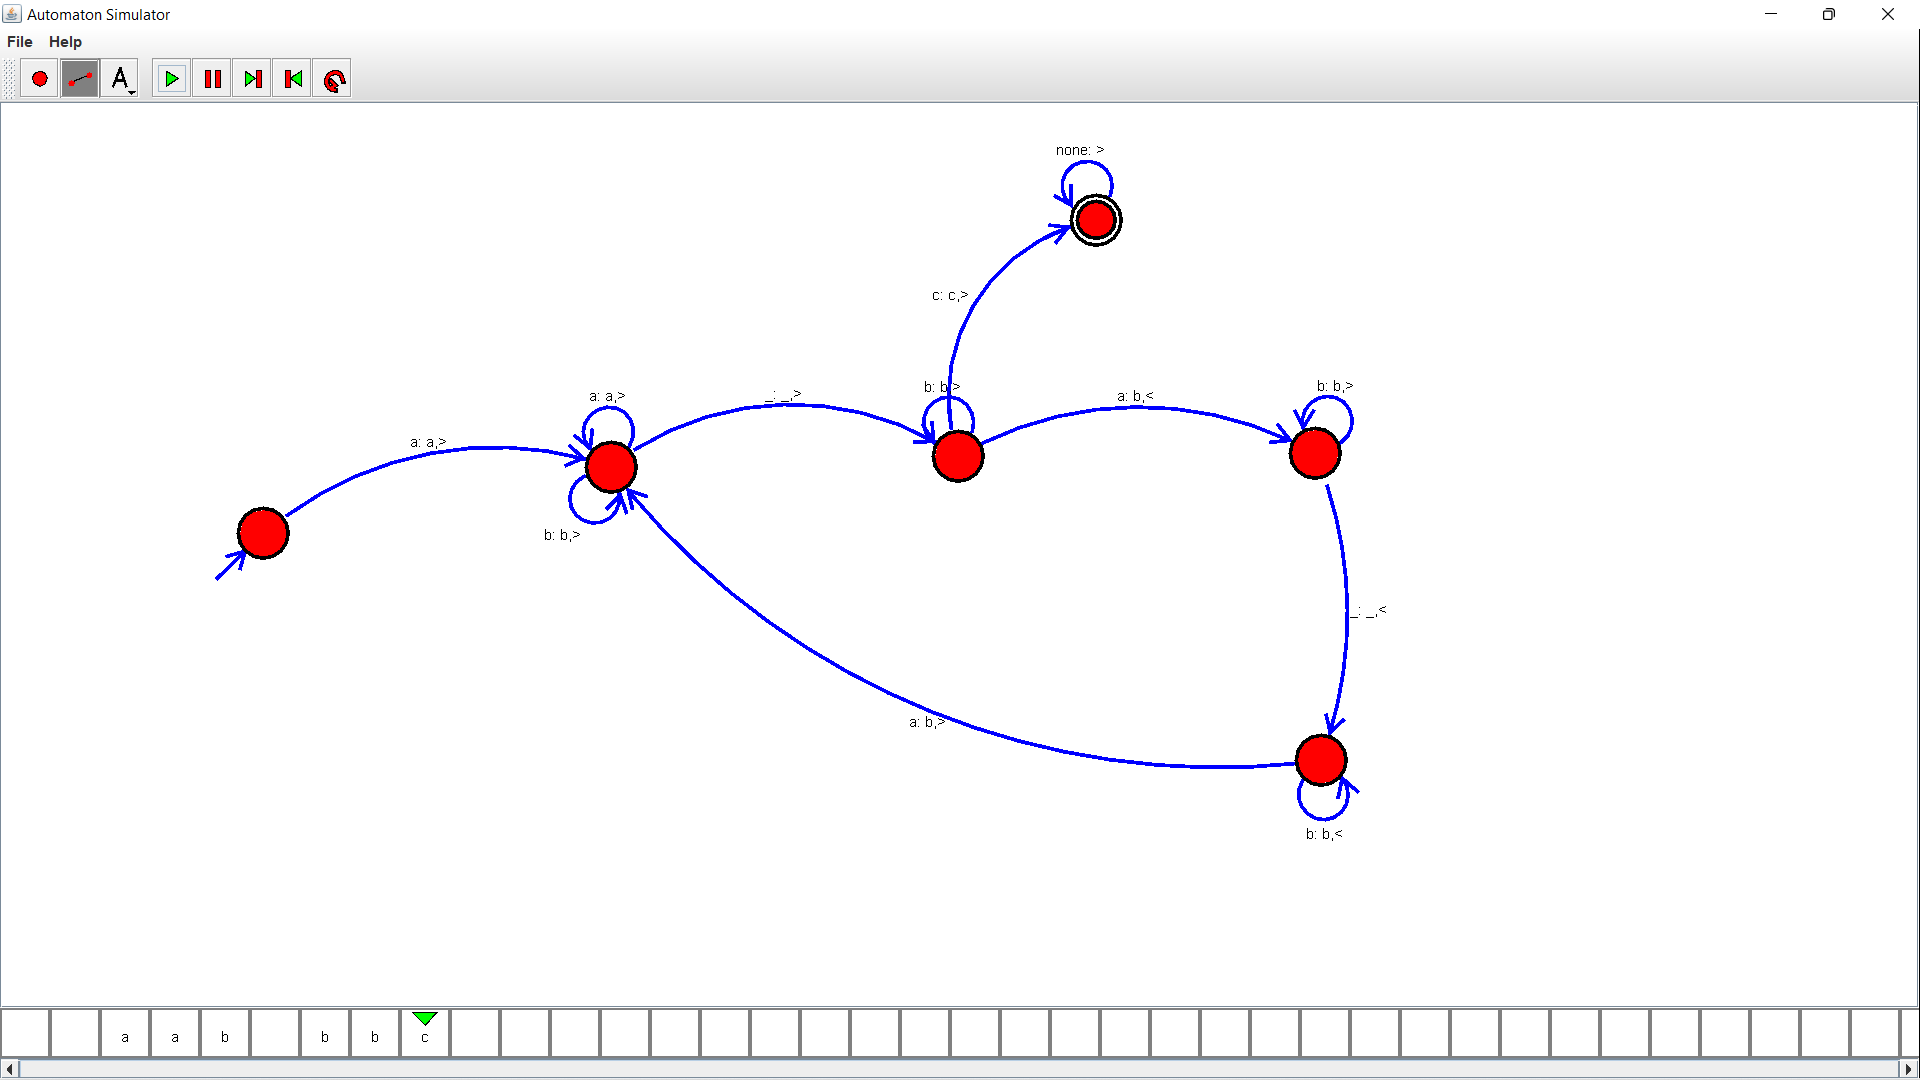 Automaton Simulator
File Help
A
none: >
c: c,>
b: b,>
b: b,>
a: a,>
_: _,>
a: b,<
a: a,>
b: b,>
_: _,<
a: b,>
b: b,<
a a b b b c